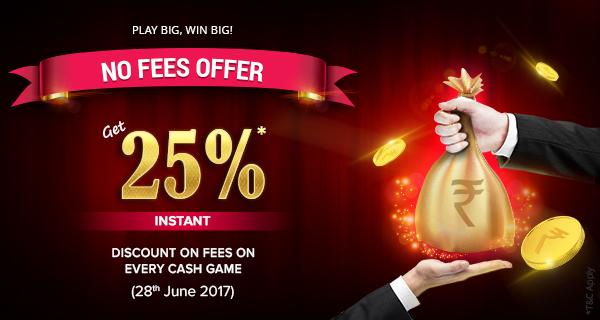 PLAY BIG, WIN BIG!
NO FEES OFFER
Get
25%*
INSTANT
DISCOUNT ON FEES ON
EVERY CASH GAME
(28th June 2017)
₹
₹
*T&C Apply